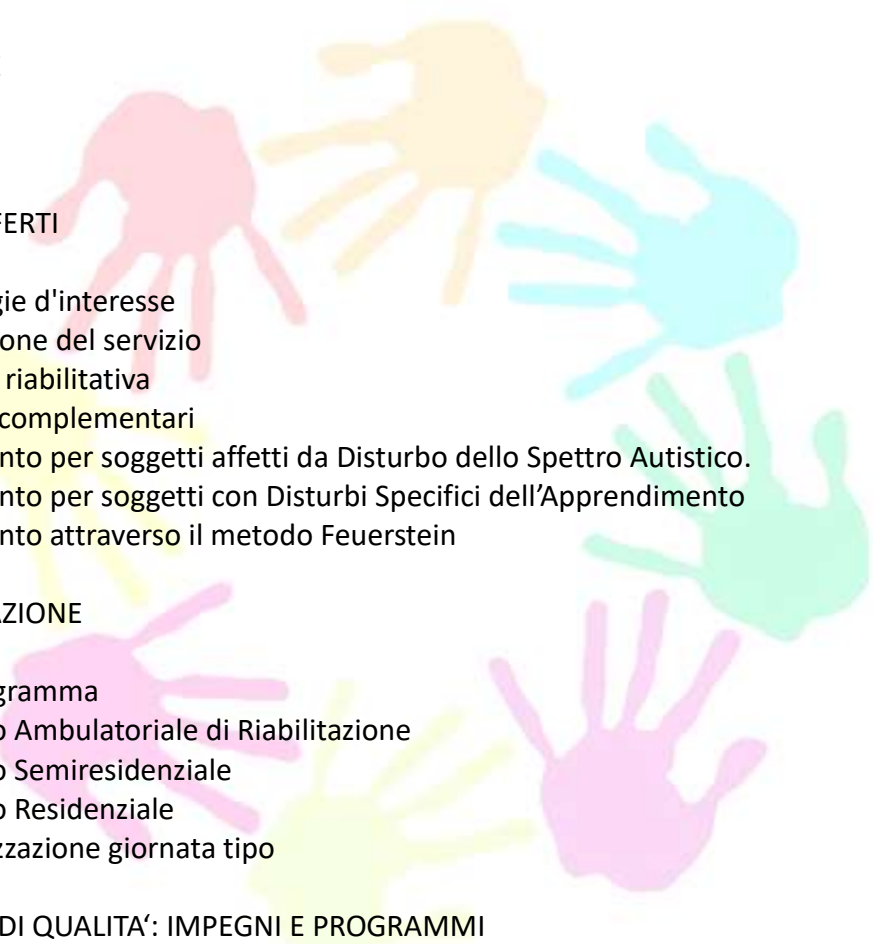 FERTI
gie d'interesse
one del servizio
riabilitativa
complementari
nto per soggetti affetti da Disturbo dello Spettro Autistico.
nto per soggetti con Disturbi Specifici dell’Apprendimento
nto attraverso il metodo Feuerstein
AZIONE
gramma
o Ambulatoriale di Riabilitazione
o Semiresidenziale
o Residenziale
zzazione giornata tipo
DI QUALITA‘: IMPEGNI E PROGRAMMI